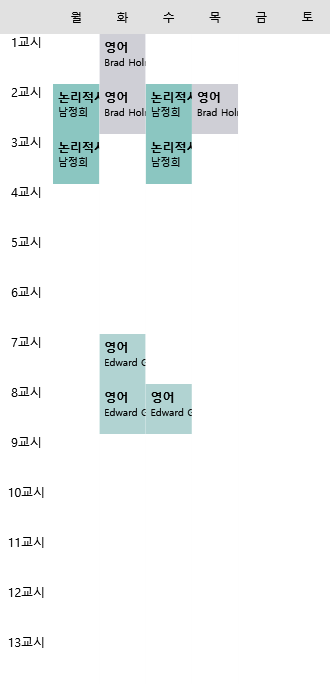 월 화 수 목 금 토
1교시
영어
Brad Hol
2교시
논리적사
남정희
영어
Brad Hol
논리적사
남정희
영어
Brad Hol
3교시
논리적사
남정희
논리적사
남정희
4교시
5교시
6교시
7교시
영어
Edward G
8교시
영어
Edward G
영어
Edward G
9교시
10교시
11교시
12교시
13교시